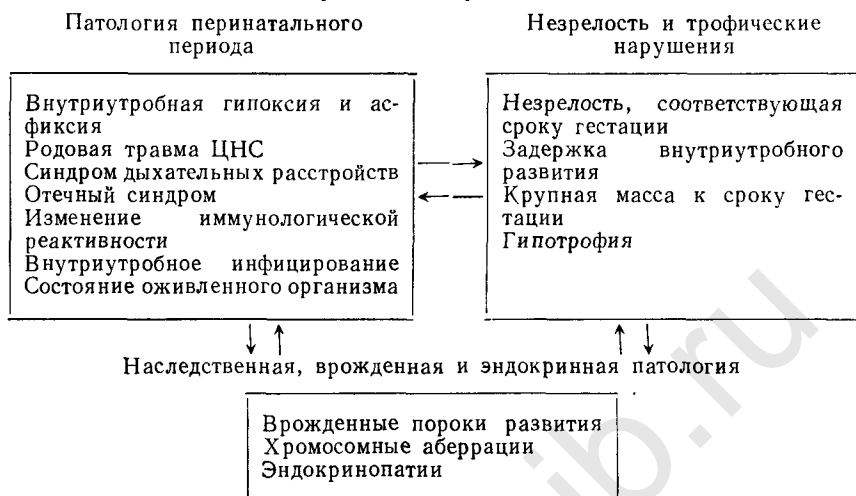 Патология перинатального
периода
Внутриутробная гипоксия и ас-
фиксия
Родовая травма ЦНС
Синдром дыхательных расстройств
Отечный синдром
Изменение иммунологической
реактивности
Внутриутробное инфицирование
Состояние оживленного организма
Незрелость и трофические
нарушения
Незрелость, соответствующая
сроку гестации
Задержка внутриутробного
развития
Крупная масса к сроку гес-
тации
Гипотрофия
Наследственная, врожденная и эндокринная патология
Врожденные пороки развития
Хромосомные аберрации
Эндокринопатии
ib.ru